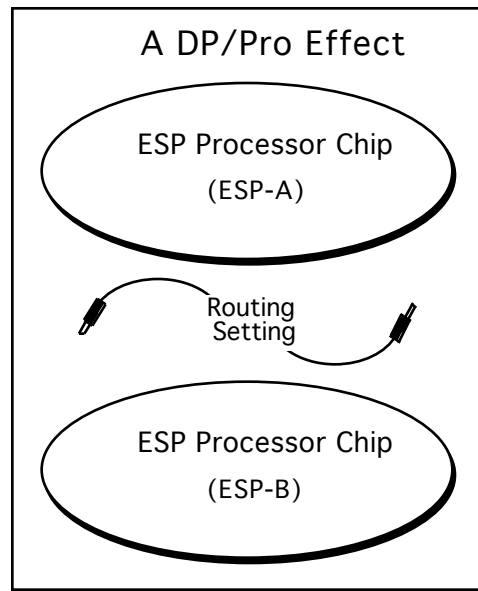 A DP/Pro Effect
ESP Processor Chip
(ESP-A)
Routing
Setting
ESP Processor Chip
(ESP-B)